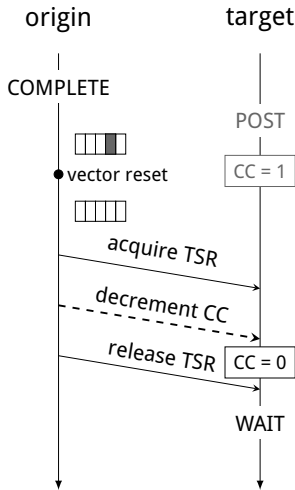 origin
target
COMPLETE
POST
CC = 1
vector reset
acquire TSR
decrement CC
release TSR
CC = 0
WAIT